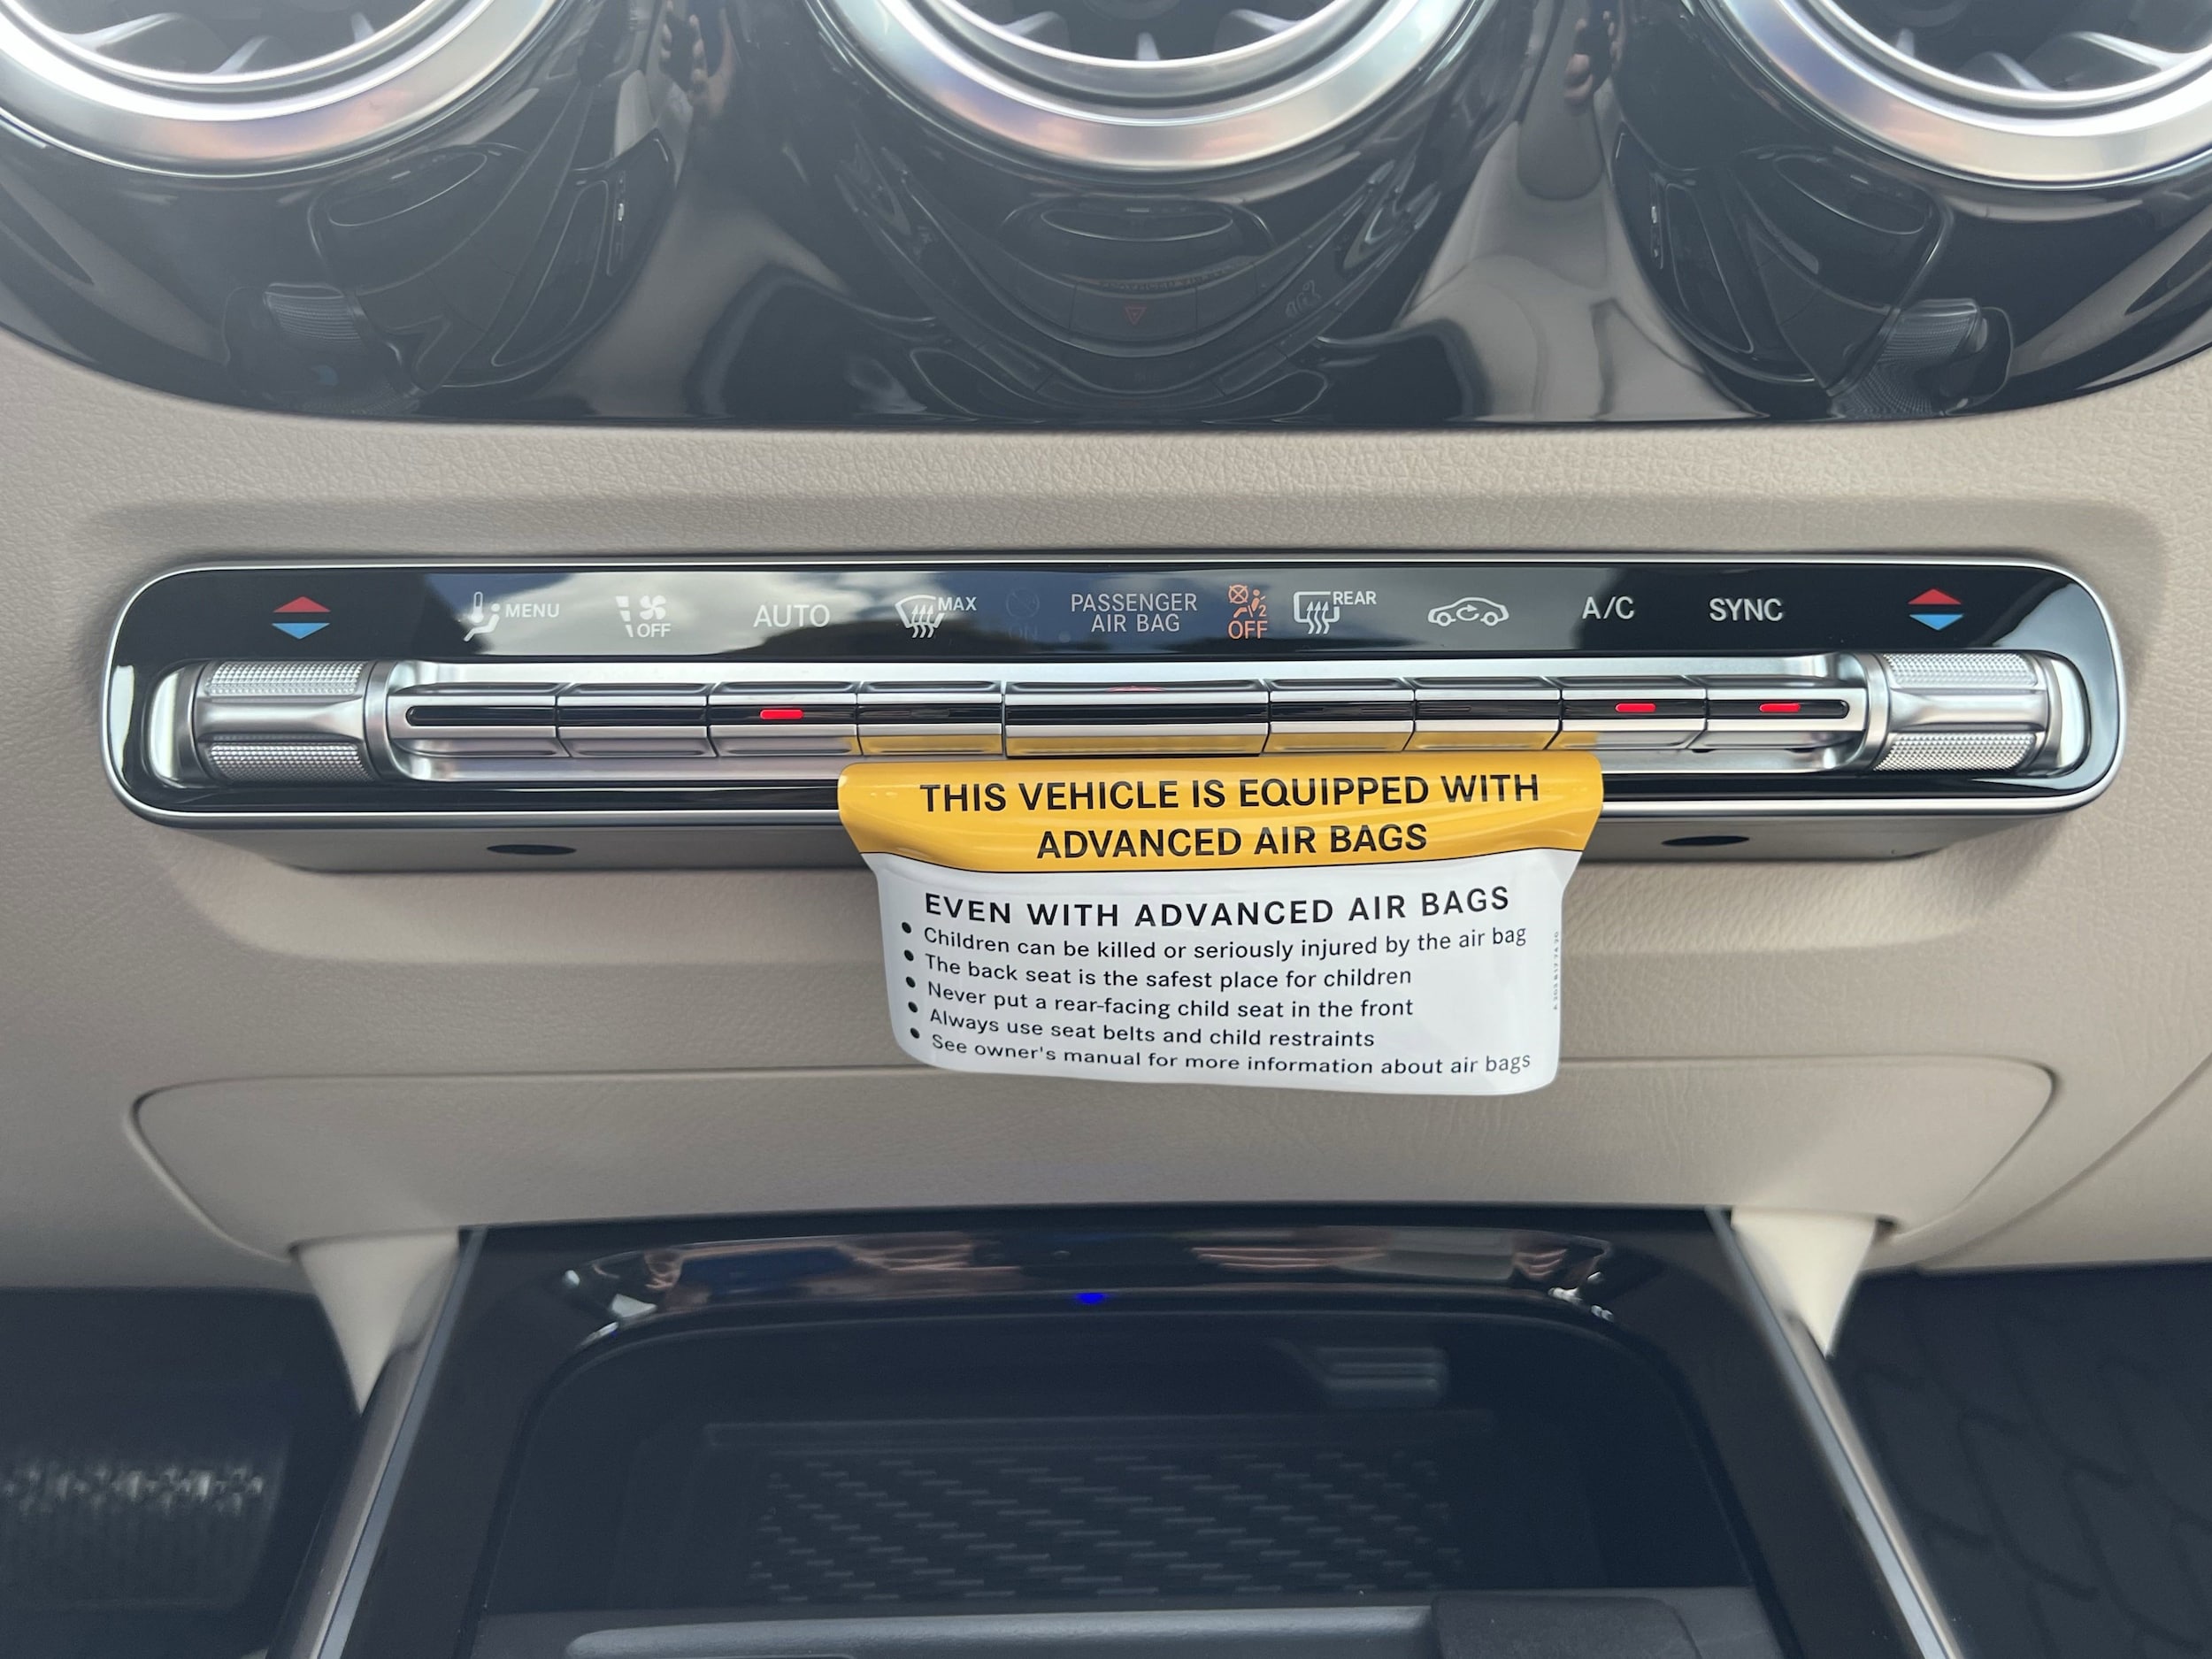 MENU
OFF
AUTO
MAX
ON
PASSENGER
AIR BAG
2
OFF
REAR
A/C
SYNC
THIS VEHICLE IS EQUIPPED WITH
ADVANCED AIR BAGS
EVEN WITH ADVANCED AIR BAGS
• Children can be killed or seriously injured by the air bag
• The back seat is the safest place for children
• Never put a rear-facing child seat in the front
• Always use seat belts and child restraints
• See owner's manual for more information about air bags